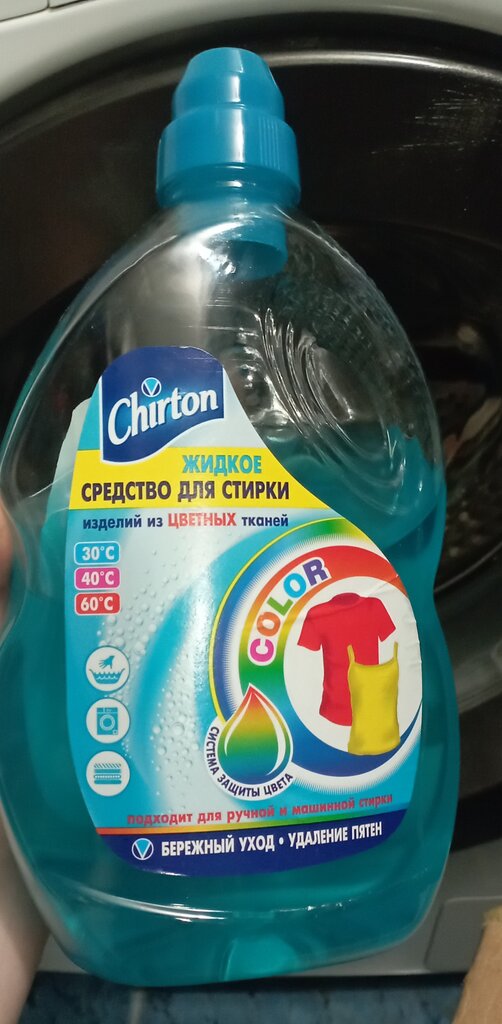 Chirton
ЖИДКОЕ
СРЕДСТВО ДЛЯ СТИРКИ
изделий из ЦВЕТНЫХ тканей
30°C
40°C
60°C
COLOR
СИСТЕМА ЗАЩИТЫ ЦВЕТА
подходит для ручной и машинной стирки
БЕРЕЖНЫЙ УХОД • УДАЛЕНИЕ ПЯТЕН